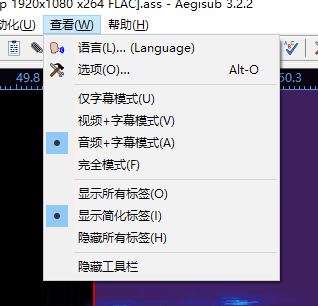 p 1920x1080 x264 FLAC].ass - Aegisub 3.2.2
动化(U) 查看(W) 帮助(H)
49.8 50.3
语言(L)... (Language)
选项(O)... Alt-O
仅字幕模式(U)
视频+字幕模式(V)
音频+字幕模式(A)
完全模式(F)
显示所有标签(O)
显示简化标签(I)
隐藏所有标签(H)
隐藏工具栏